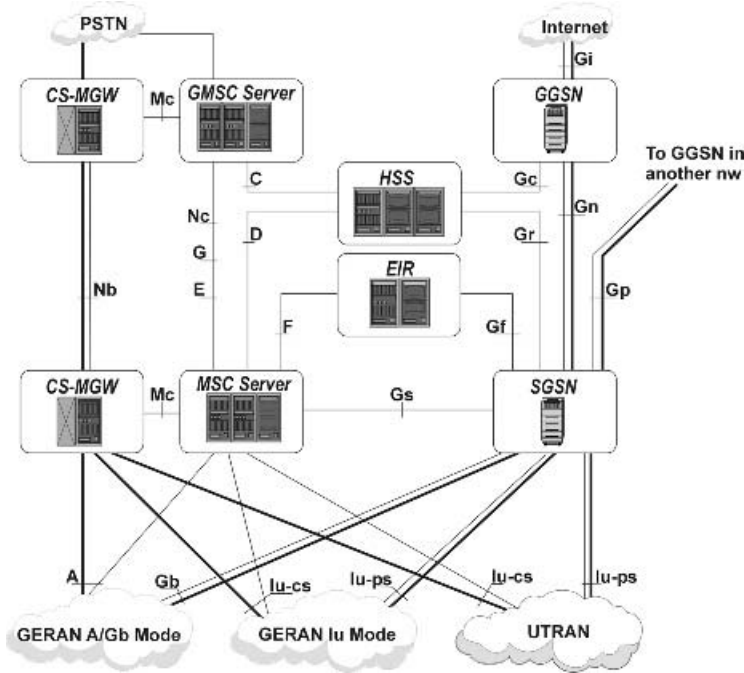 PSTN
Internet
Gi
CS-MGW
Mc
GMSC Server
GGSN
To GGSN in
another nw
C
HSS
Gc
Nc
Gn
D
Gr
G
EIR
Nb
E
Gp
F
Gf
CS-MGW
Mc
MSC Server
Gs
SGSN
A
Gb
Iu-cs
Iu-ps
Iu-cs
Iu-ps
GERAN A/Gb Mode
GERAN Iu Mode
UTRAN